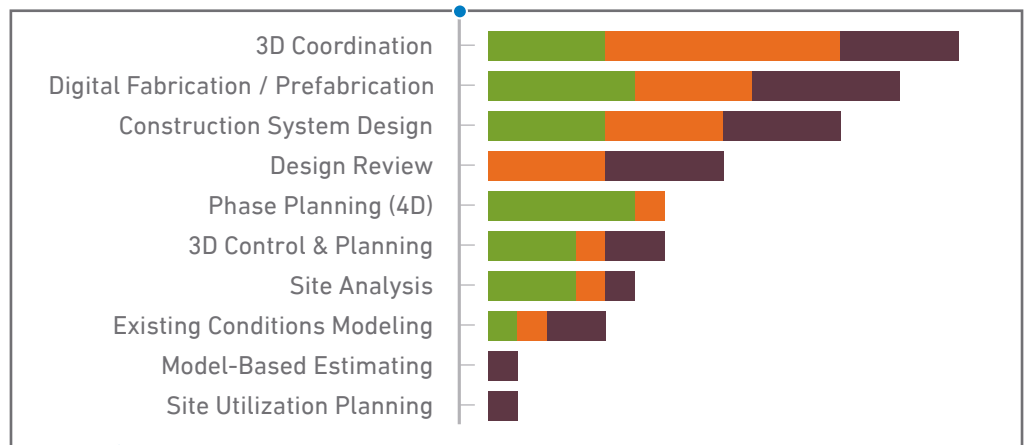 3D Coordination
Digital Fabrication / Prefabrication
Construction System Design
Design Review
Phase Planning (4D)
3D Control & Planning
Site Analysis
Existing Conditions Modeling
Model-Based Estimating
Site Utilization Planning